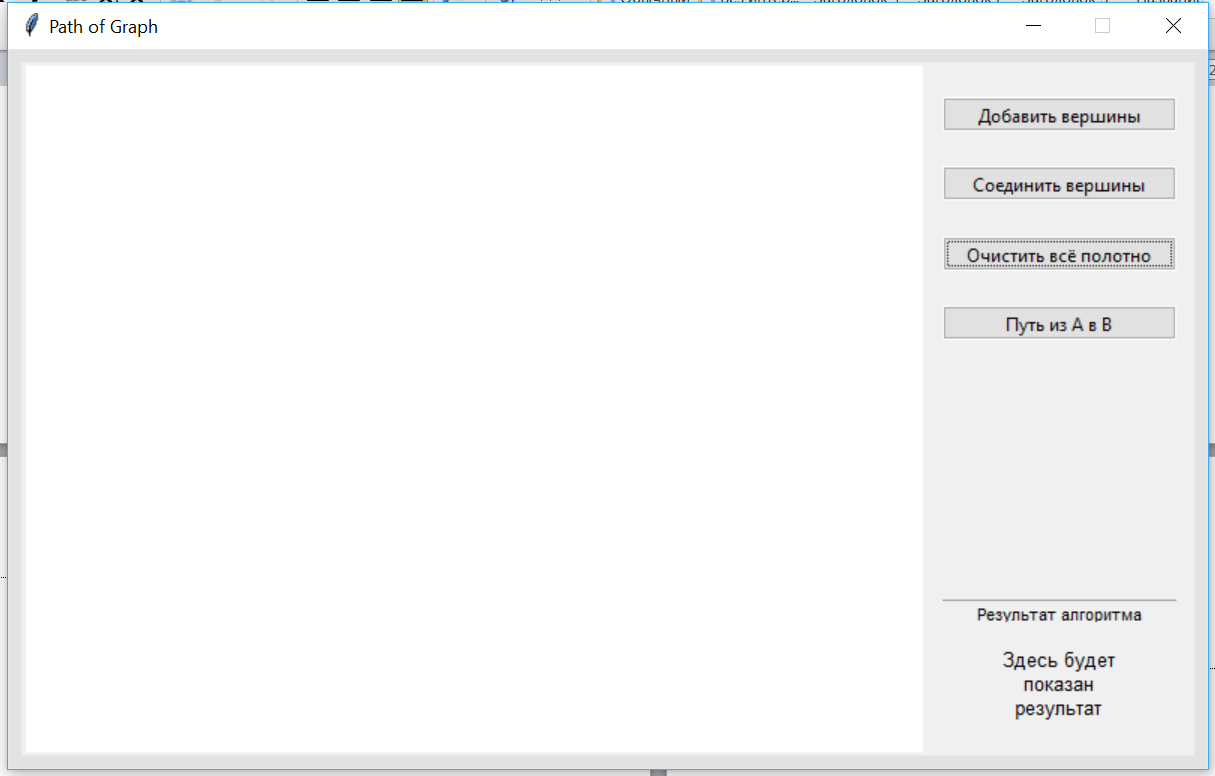 Path of Graph
Добавить вершины
Соединить вершины
Очистить всё полотно
Путь из A в B
Результат алгоритма
Здесь будет
показан
результат